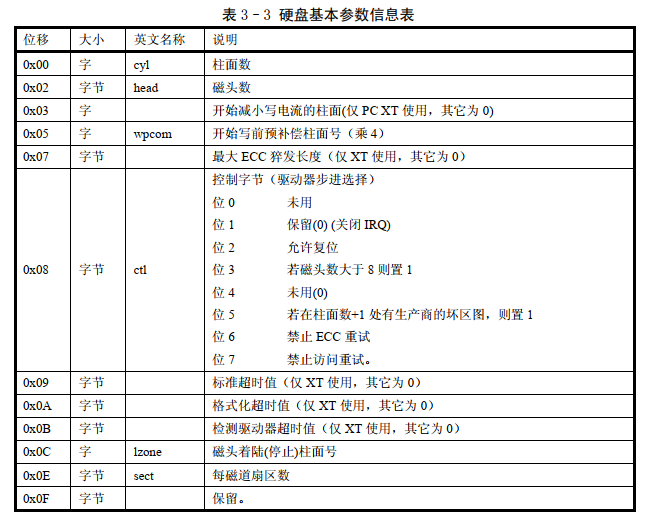 表 3-3 硬盘基本参数信息表
位移 大小 英文名称 说明
0x00 字 cyl 柱面数
0x02 字节 head 磁头数
0x03 字 开始减小写电流的柱面(仅 PC XT 使用，其它为 0)
0x05 字 wpcom 开始写前预补偿柱面号（乘 4）
0x07 字节 最大 ECC 猝发长度（仅 XT 使用，其它为 0）
0x08 字节 ctl 控制字节（驱动器步进选择）
位 0 未用
位 1 保留(0) (关闭 IRQ)
位 2 允许复位
位 3 若磁头数大于 8 则置 1
位 4 未用(0)
位 5 若在柱面数+1 处有生产商的坏区图，则置 1
位 6 禁止 ECC 重试
位 7 禁止访问重试。
0x09 字节 标准超时值（仅 XT 使用，其它为 0）
0x0A 字节 格式化超时值（仅 XT 使用，其它为 0）
0x0B 字节 检测驱动器超时值（仅 XT 使用，其它为 0）
0x0C 字 lzone 磁头着陆(停止)柱面号
0x0E 字节 sect 每磁道扇区数
0x0F 字节 保留。